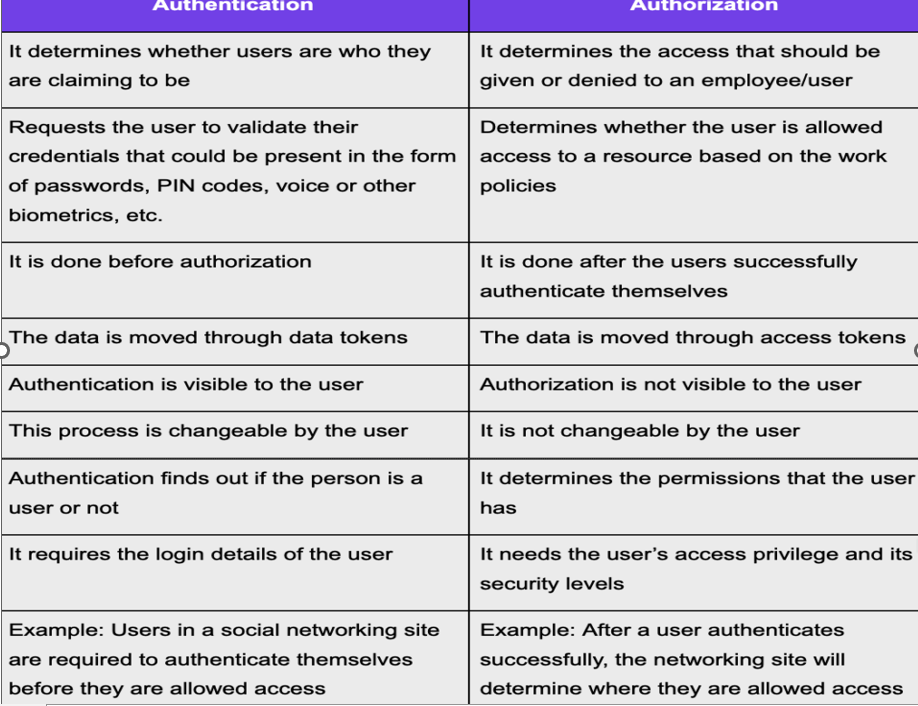 Authentication
Authorization
It determines whether users are who they
are claiming to be
It determines the access that should be
given or denied to an employee/user
Requests the user to validate their
credentials that could be present in the form
of passwords, PIN codes, voice or other
biometrics, etc.
Determines whether the user is allowed
access to a resource based on the work
policies
It is done before authorization
It is done after the users successfully
authenticate themselves
The data is moved through data tokens
The data is moved through access tokens
Authentication is visible to the user
Authorization is not visible to the user
This process is changeable by the user
It is not changeable by the user
Authentication finds out if the person is a
user or not
It determines the permissions that the user
has
It requires the login details of the user
It needs the user’s access privilege and its
security levels
Example: Users in a social networking site
are required to authenticate themselves
before they are allowed access
Example: After a user authenticates
successfully, the networking site will
determine where they are allowed access